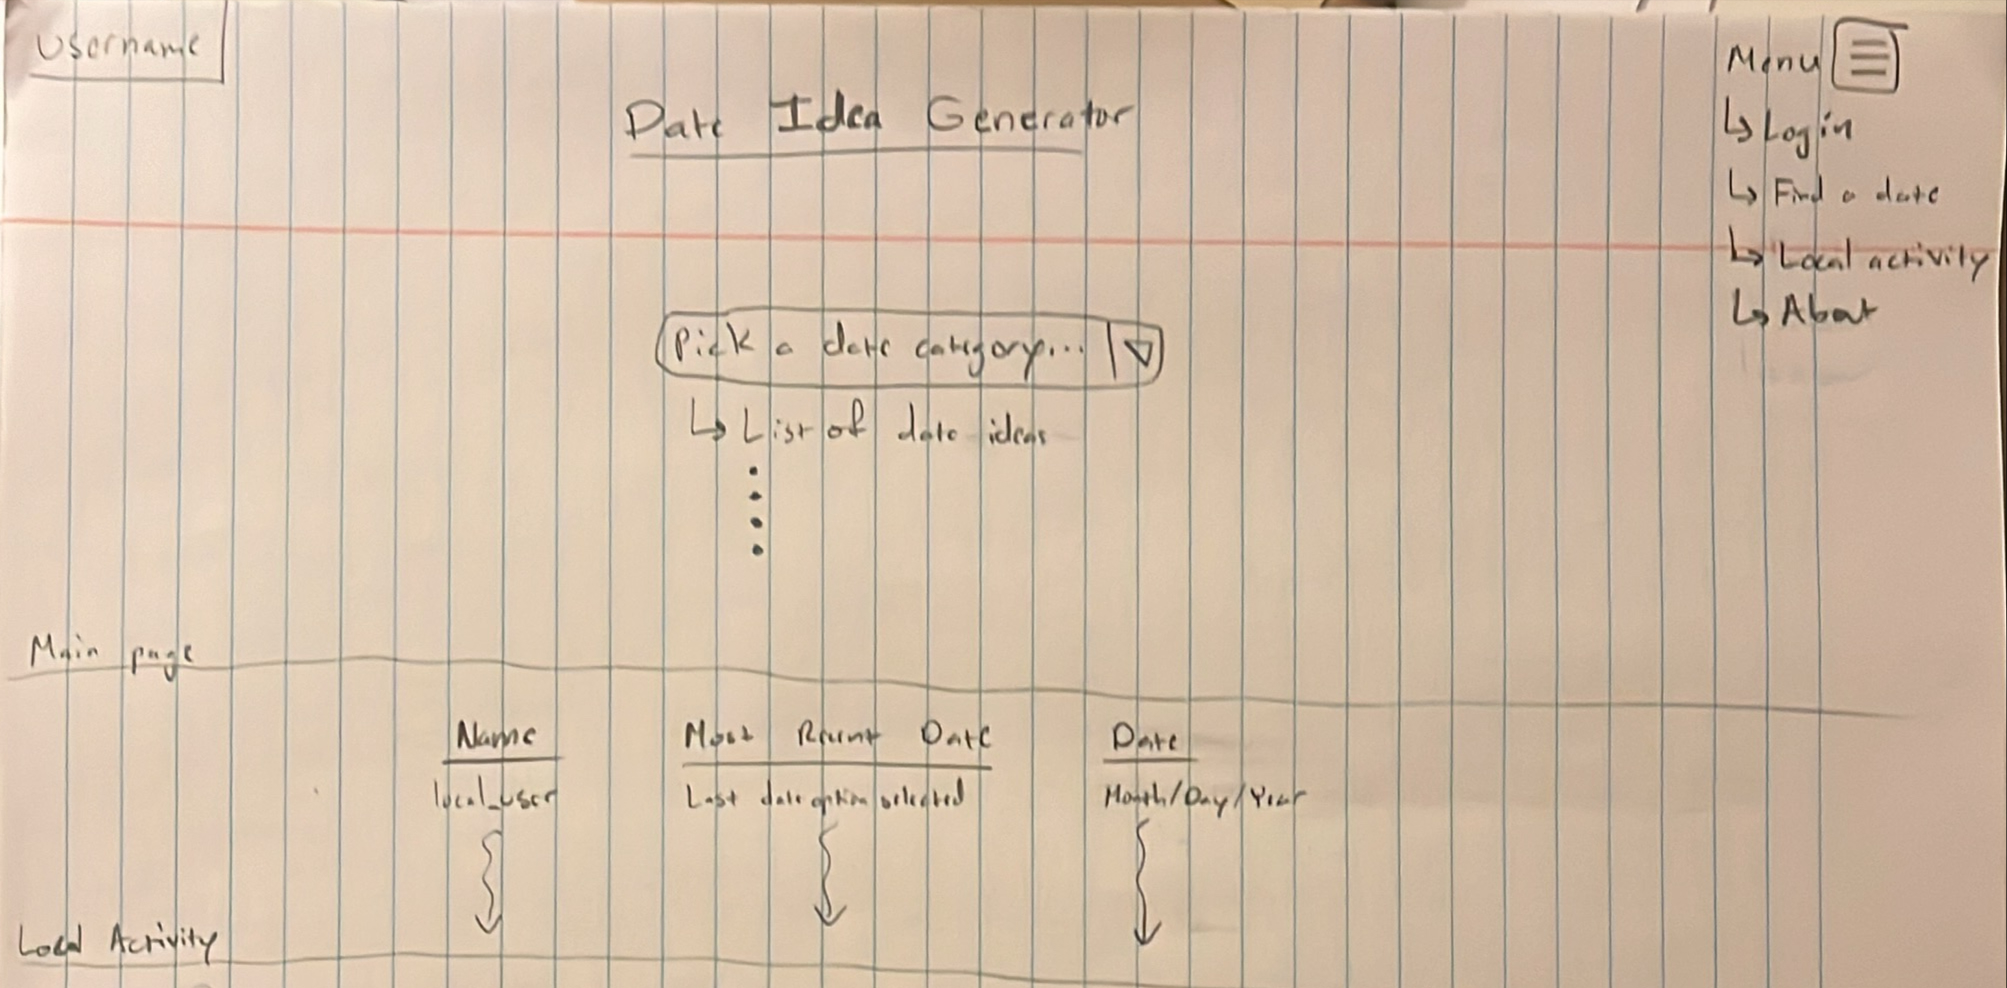 Username
Menu
Date Idea Generator
↳ Login
↳ Find a date
↳ Local activity
↳ About
Pick a date category...
↳ List of date ideas
Main page
Name Most Recent Date Date
local_user Last date option selected Month/Day/Year
Local Activity